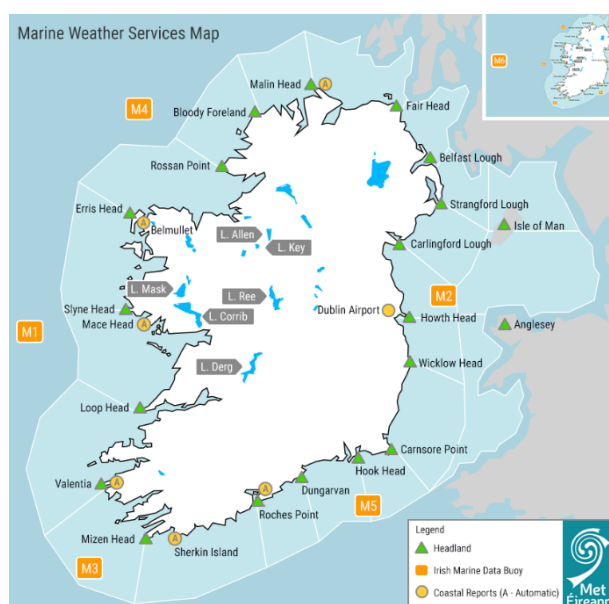 Marine Weather Services Map
M6
Malin Head
A
Fair Head
M4
Bloody Foreland
Belfast Lough
Rossan Point
Strangford Lough
Erris Head
A
Isle of Man
Belmullet
L. Allen
L. Key
Carlingford Lough
L. Mask
L. Ree
M2
Slyne Head
Dublin Airport
L. Corrib
Howth Head
Anglesey
Mace Head
A
M1
Wicklow Head
L. Derg
Loop Head
Carnsore Point
Hook Head
Valentia
A
A
Dungarvan
Roches Point
M5
Mizen Head
A
Sherkin Island
M3
Legend
Headland
Irish Marine Data Buoy
Coastal Reports (A - Automatic)
Met
Éireann